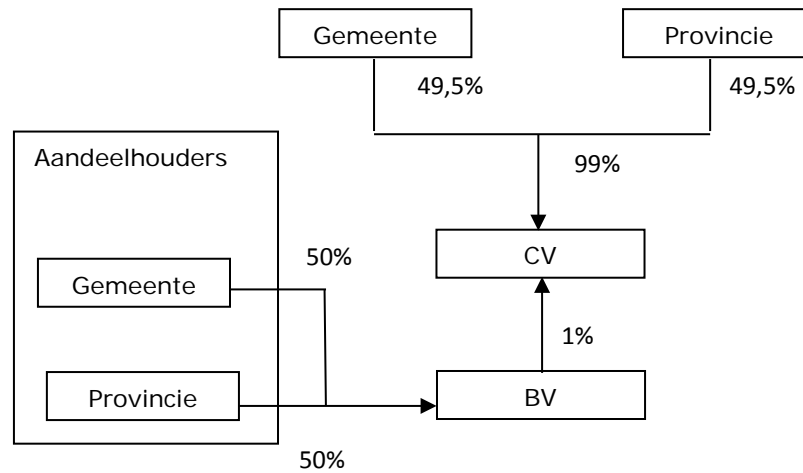 Gemeente
Provincie
49,5%
49,5%
Aandeelhouders
99%
50%
CV
Gemeente
1%
Provincie
BV
50%